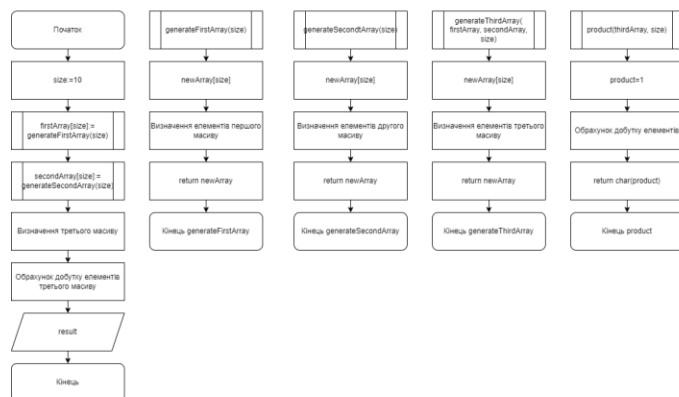 Початок
size:=10
firstArray[size]:=
generateFirstArray(size)
secondArray[size]:=
generateSecondArray(size)
Визначення третього масиву
Обрахунок добутку елементів
третього масиву
result
Кінець
generateFirstArray(size)
newArray[size]
Визначення елементів першого
масиву
return newArray
Кінець generateFirstArray
generateSecondtArray(size)
newArray[size]
Визначення елементів другого
масиву
return newArray
Кінець generateSecondArray
generateThirdArray(
firstArray, secondArray,
size)
newArray[size]
Визначення елементів третього
масиву
return newArray
Кінець generateThirdArray
product(thirdArray, size)
product=1
Обрахунок добутку елементів
return char(product)
Кінець product